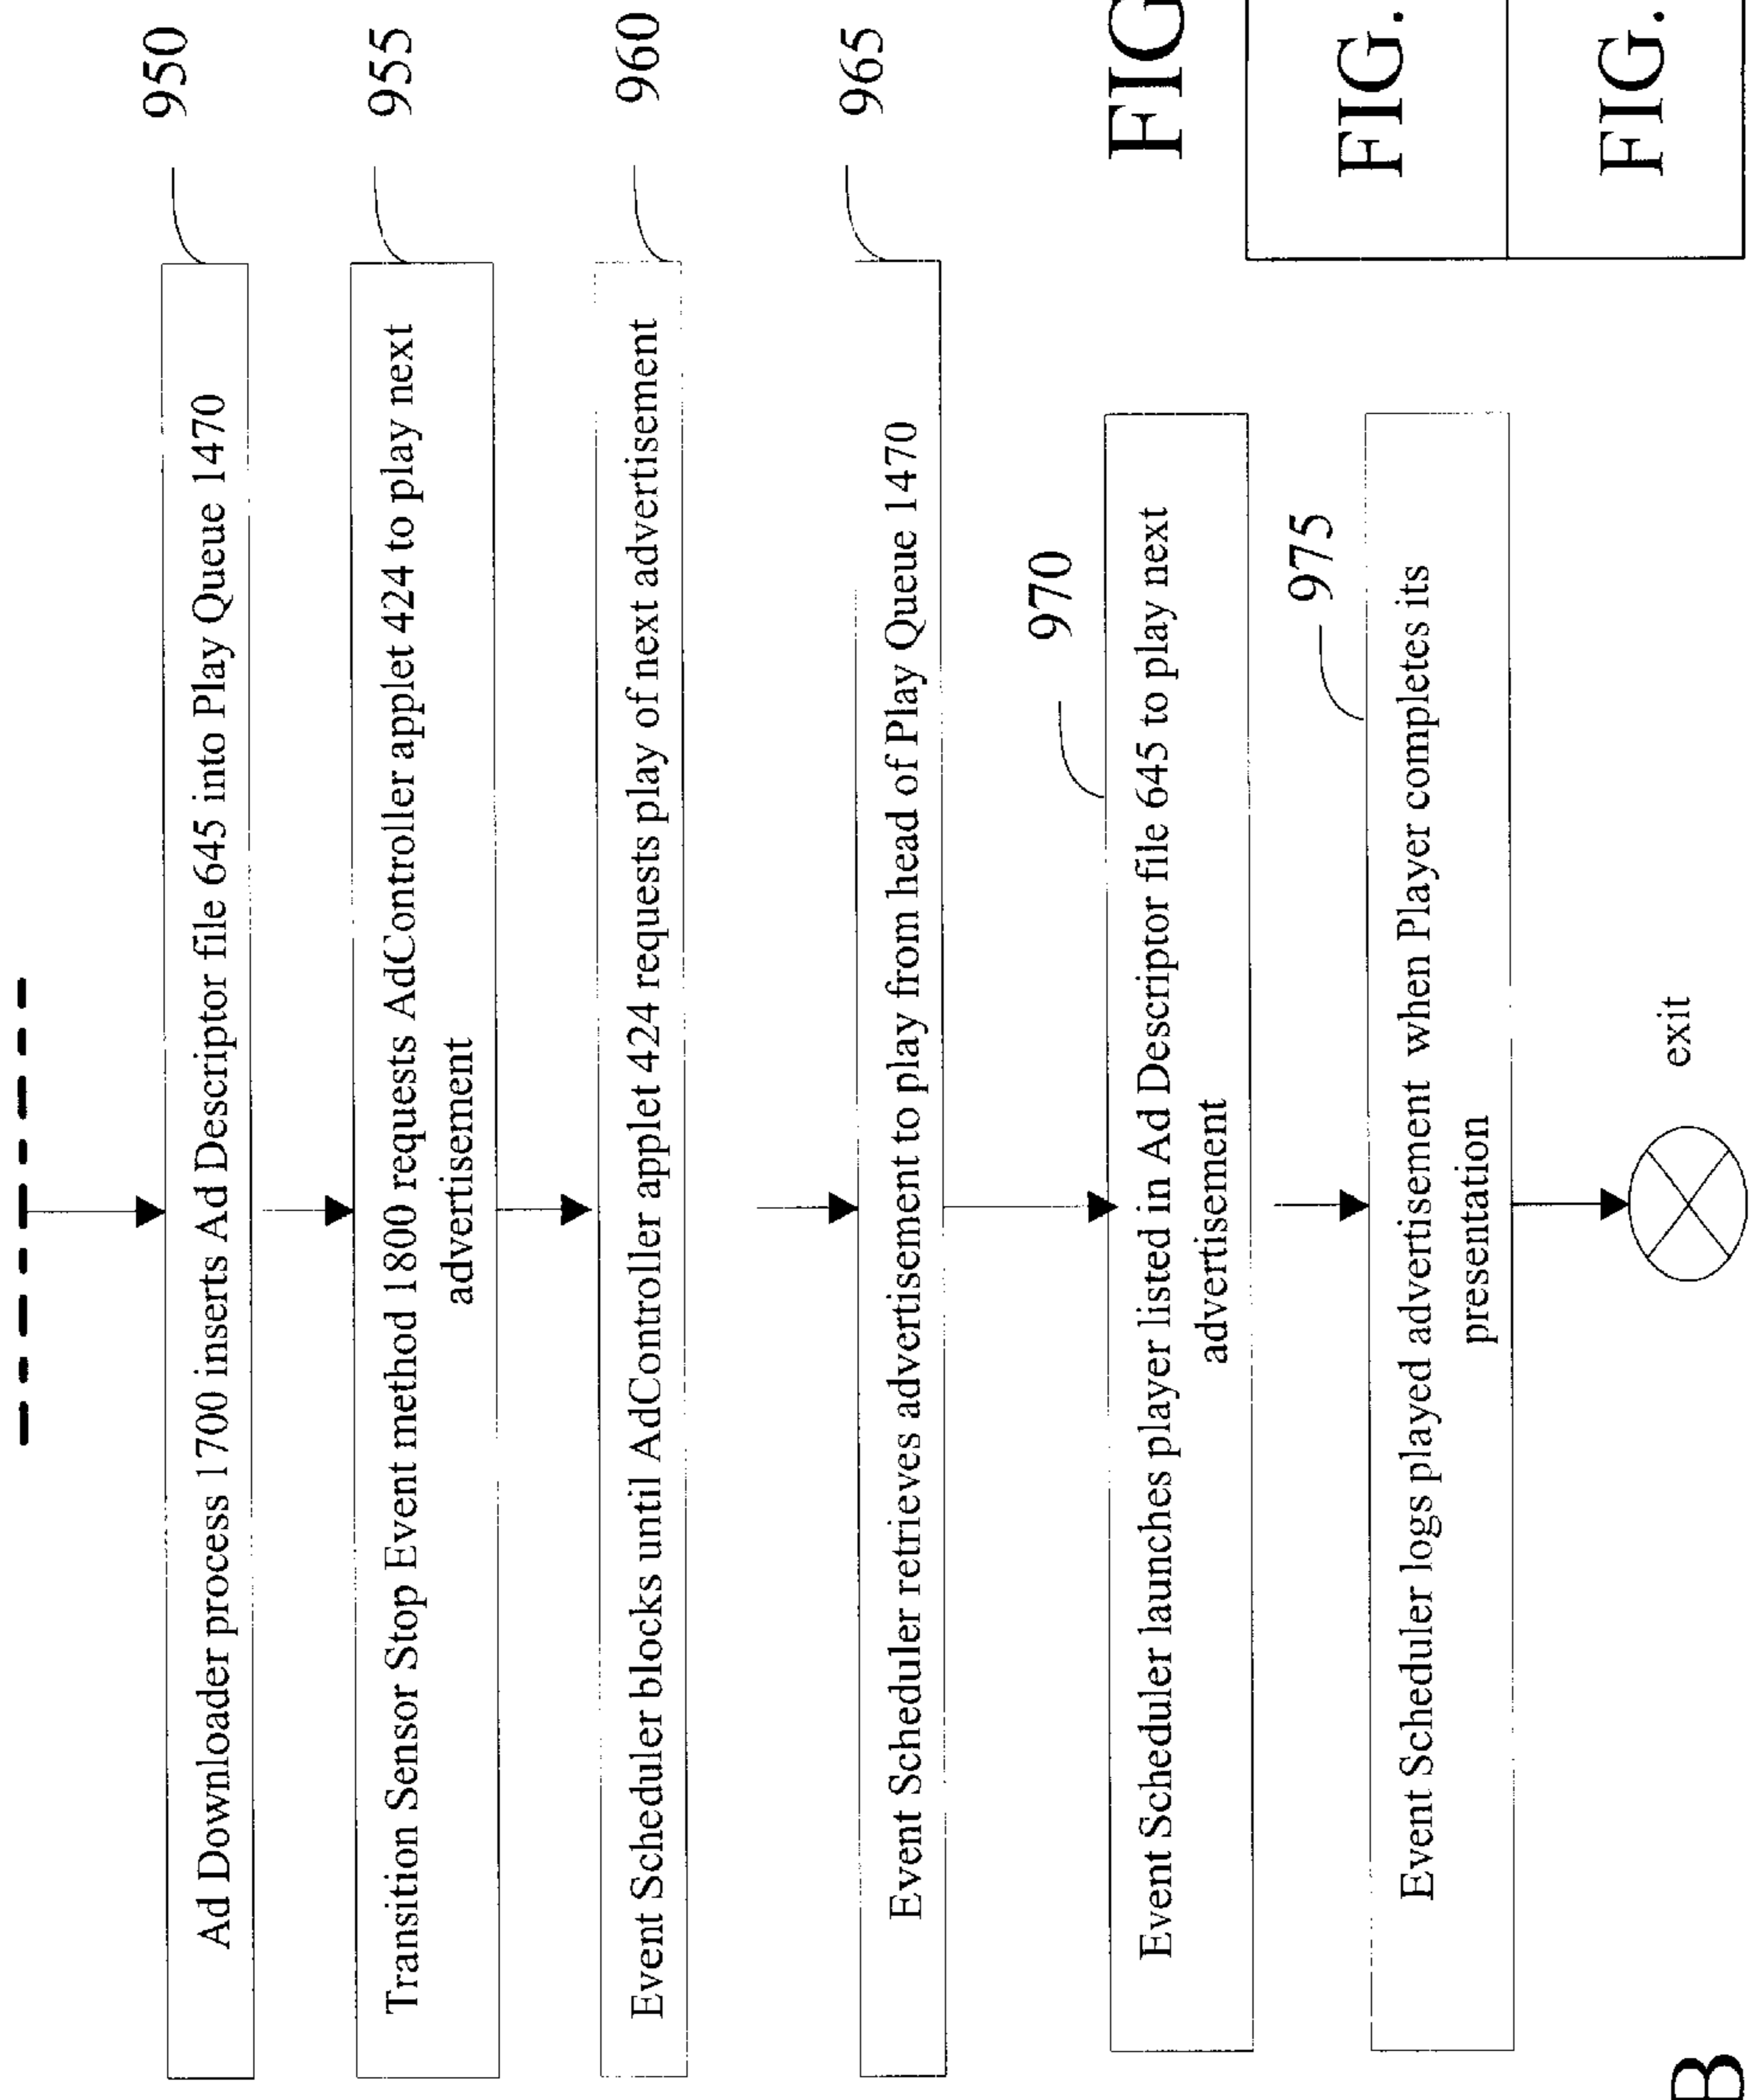 950
Ad Downloader process 1700 inserts Ad Descriptor file 645 into Play Queue 1470
955
Transition Sensor Stop Event method 1800 requests AdController applet 424 to play next
advertisement
960
Event Scheduler blocks until AdController applet 424 requests play of next advertisement
965
Event Scheduler retrieves advertisement to play from head of Play Queue 1470
970
Event Scheduler launches player listed in Ad Descriptor file 645 to play next
advertisement
975
Event Scheduler logs played advertisement when Player completes its
presentation
exit
FIG
FIG.
FIG.
B